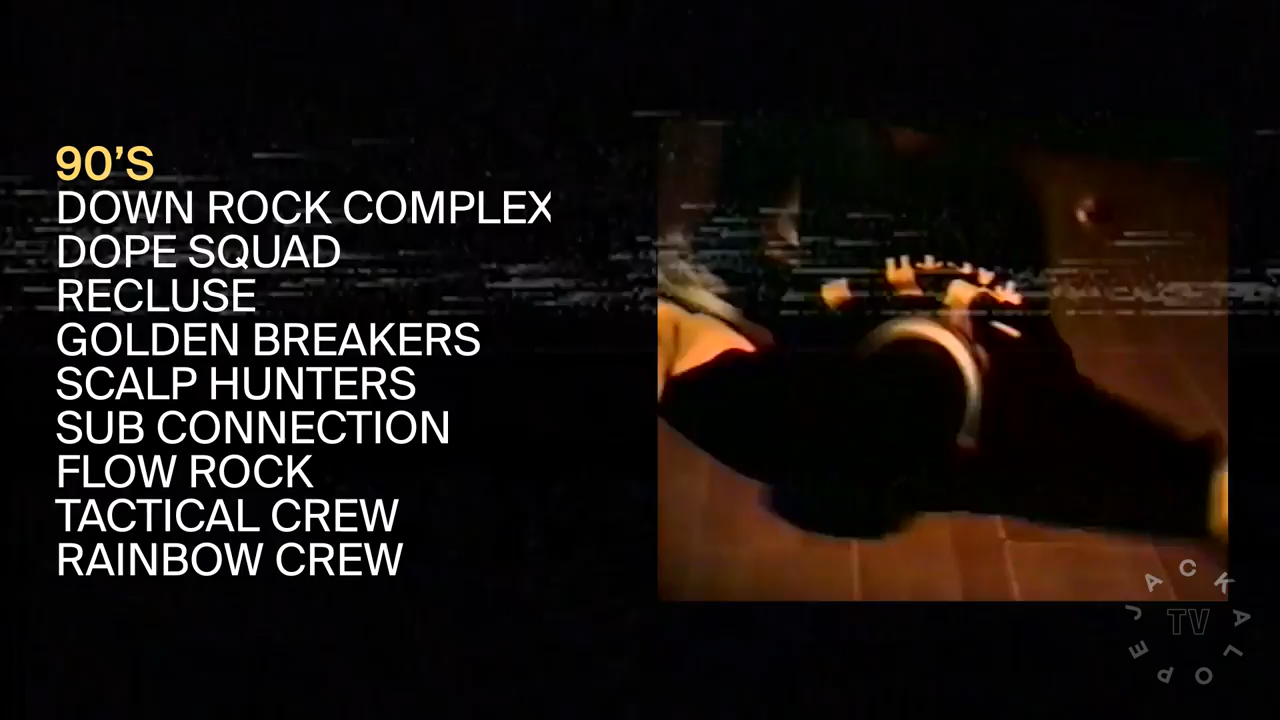 90’S
DOWN ROCK COMPLEX
DOPE SQUAD
RECLUSE
GOLDEN BREAKERS
SCALP HUNTERS
SUB CONNECTION
FLOW ROCK
TACTICAL CREW
RAINBOW CREW
JACKALOPE
TV